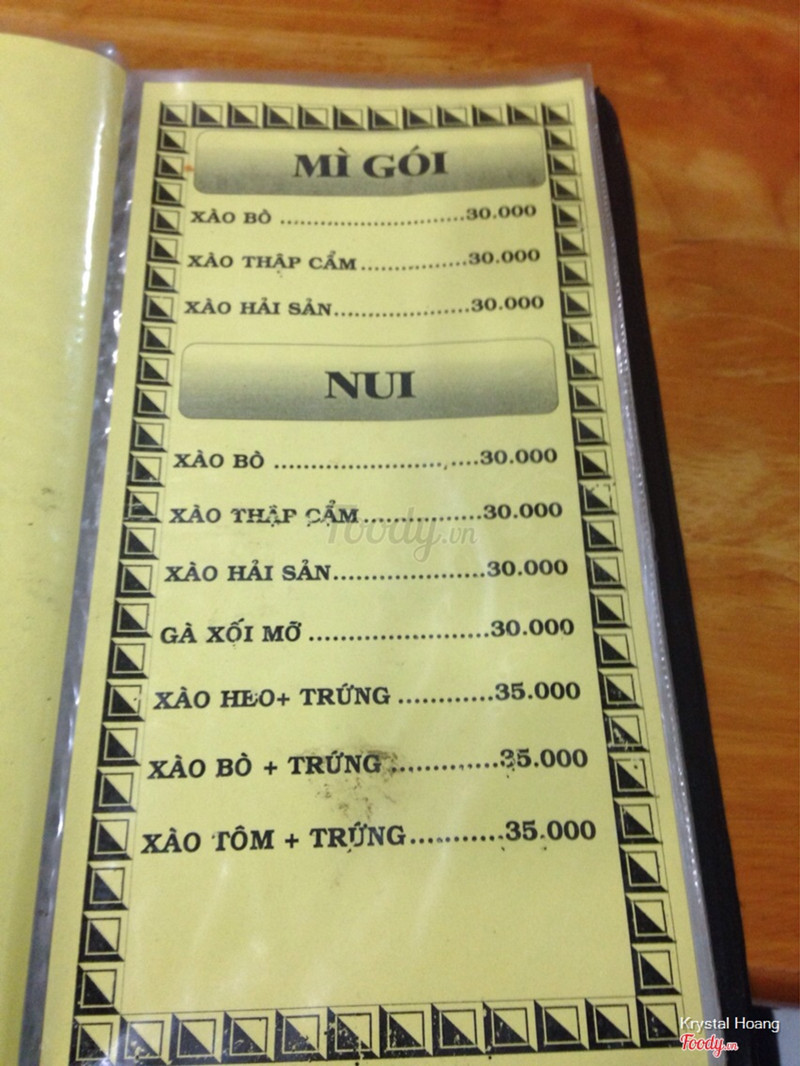 MÌ GÓI
XÀO BÒ ..............................30.000
XÀO THẬP CẨM.................30.000
XÀO HẢI SẢN......................30.000
NUI
XÀO BÒ ..............................30.000
XÀO THẬP CẨM.................30.000
foody.vn
XÀO HẢI SẢN......................30.000
GÀ XỐI MỠ ........................30.000
XÀO HEO+ TRỨNG ............35.000
XÀO BÒ + TRỨNG ..............35.000
XÀO TÔM + TRỨNG...........35.000
Krystal Hoang
Foody.vn